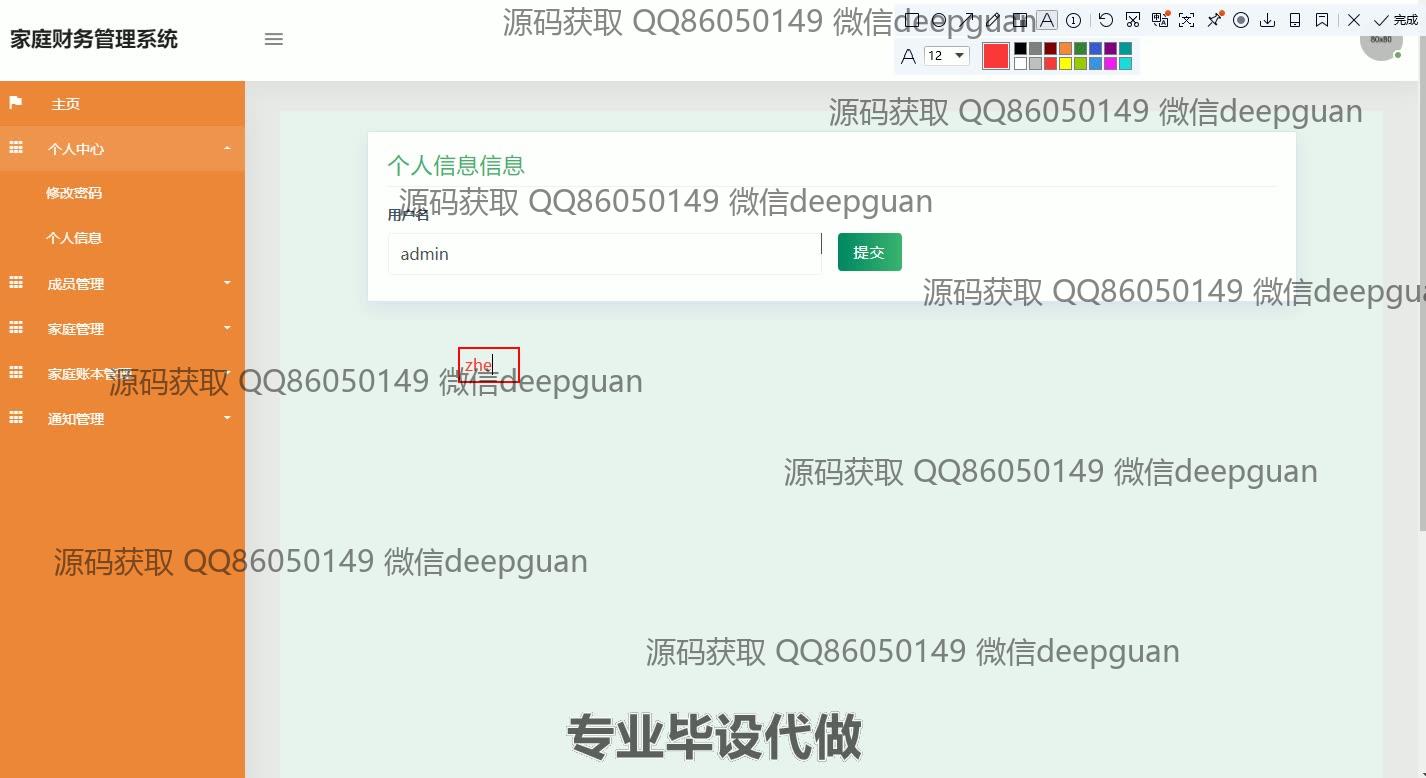 家庭财务管理系统
源码获取 QQ86050149 微信deepguan
完成
12
80x80
主页
源码获取 QQ86050149 微信deepguan
个人中心
个人信息信息
修改密码
源码获取 QQ86050149 微信deepguan
用户名
个人信息
admin
提交
成员管理
源码获取 QQ86050149 微信deepgua
家庭管理
zhe
家庭账本管理
源码获取 QQ86050149 微信deepguan
通知管理
源码获取 QQ86050149 微信deepguan
源码获取 QQ86050149 微信deepguan
源码获取 QQ86050149 微信deepguan
专业毕设代做